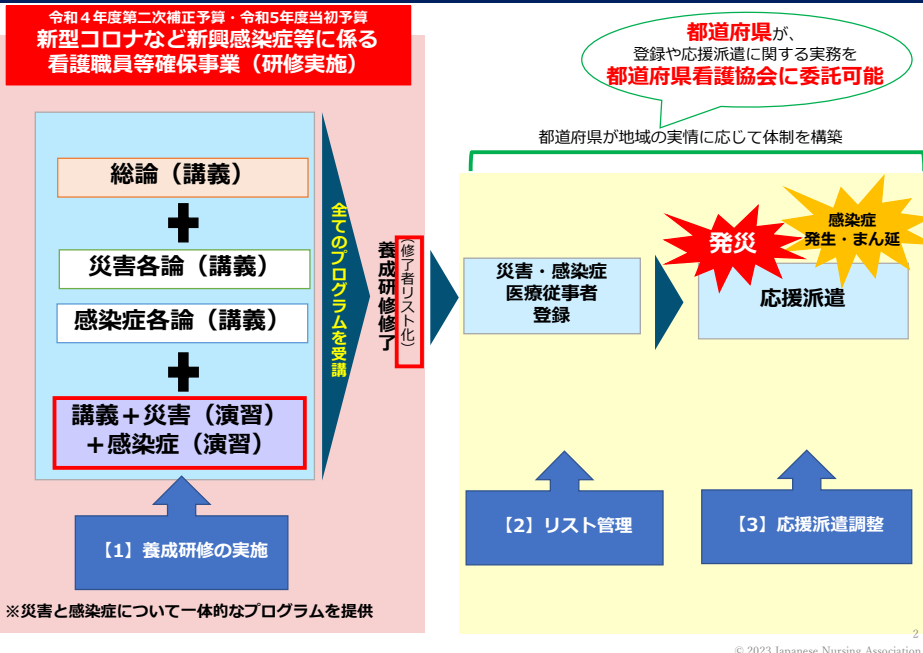 令和４年度第二次補正予算・令和5年度当初予算
新型コロナなど新興感染症等に係る
看護職員等確保事業（研修実施）
都道府県が、
登録や応援派遣に関する実務を
都道府県看護協会に委託可能
都道府県が地域の実情に応じて体制を構築
総論（講義）
災害各論（講義）
感染症各論（講義）
講義＋災害（演習）
＋感染症（演習）
全てのプログラムを受講
養成研修修了
（修了者リスト化）
災害・感染症
医療従事者
登録
発災
感染症
発生・まん延
応援派遣
【1】養成研修の実施
【2】リスト管理
【3】応援派遣調整
※災害と感染症について一体的なプログラムを提供
2
© 2023 Japanese Nursing Association